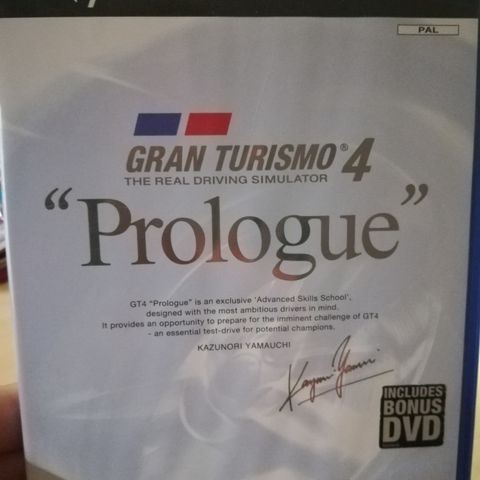 PAL
GRAN TURISMO® 4
THE REAL DRIVING SIMULATOR
“Prologue”
GT4 “Prologue” is an exclusive ‘Advanced Skills School’,
designed with the most ambitious drivers in mind.
It provides an opportunity to prepare for the imminent challenge of GT4
- an essential test-drive for potential champions.
KAZUNORI YAMAUCHI
INCLUDES
BONUS
DVD